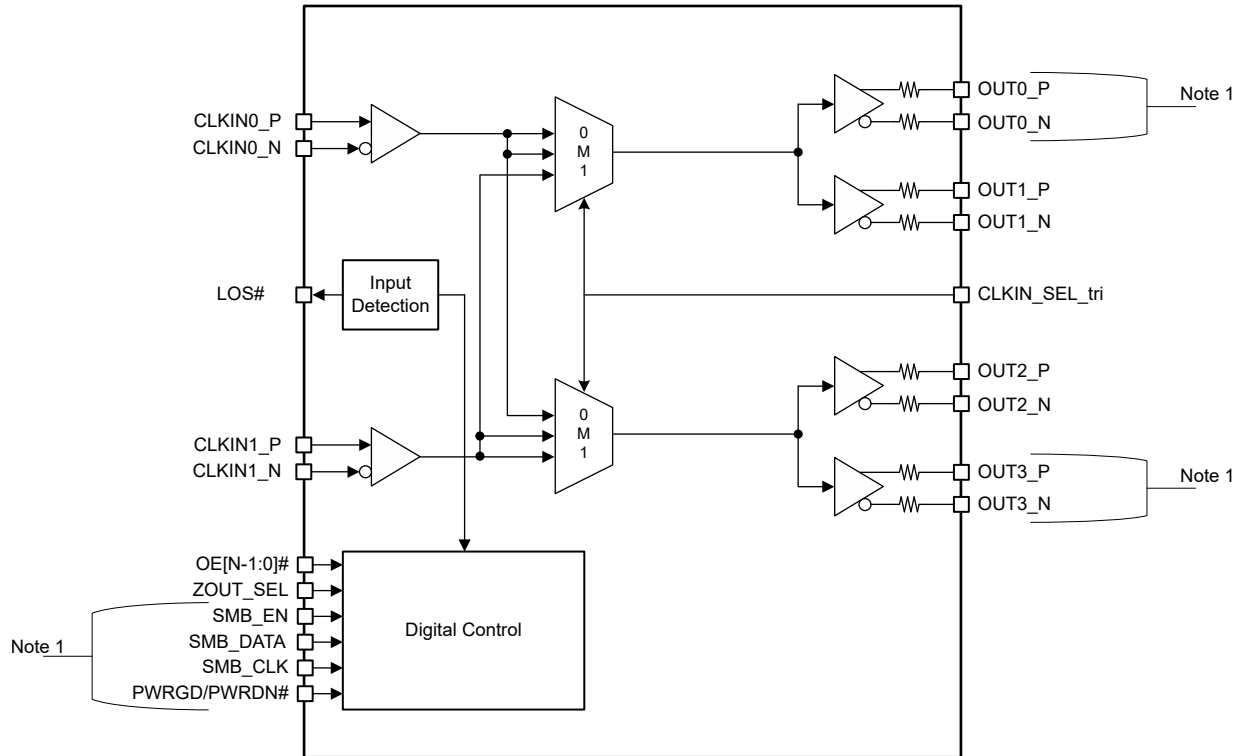 CLKIN0_P
CLKIN0_N
0
M
1
OUT0_P
OUT0_N
Note 1
OUT1_P
OUT1_N
LOS#
Input
Detection
CLKIN_SEL_tri
CLKIN1_P
CLKIN1_N
0
M
1
OUT2_P
OUT2_N
OUT3_P
OUT3_N
Note 1
OE[N-1:0]#
ZOUT_SEL
SMB_EN
SMB_DATA
SMB_CLK
PWRGD/PWRDN#
Note 1
Digital Control